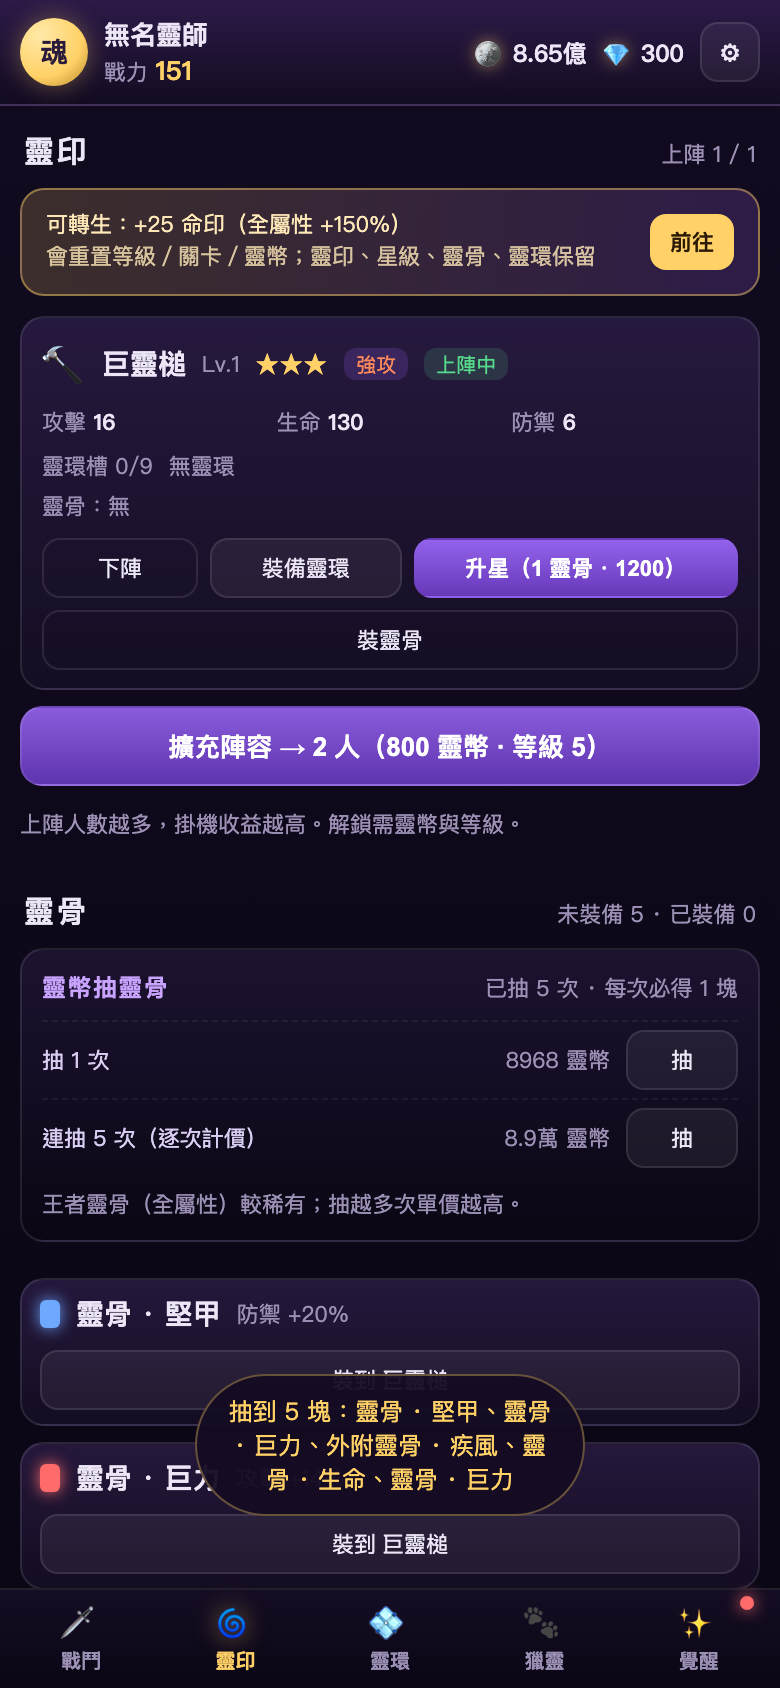 魂
無名靈師
戰力 151
8.65億
300
靈印
上陣 1 / 1
可轉生：+25 命印（全屬性 +150%）
會重置等級 / 關卡 / 靈幣；靈印、星級、靈骨、靈環保留
前往
巨靈槌 Lv.1 ★★★ 強攻 上陣中
攻擊 16 生命 130 防禦 6
靈環槽 0/9 無靈環
靈骨：無
下陣
裝備靈環
升星（1 靈骨 · 1200）
裝靈骨
擴充陣容 → 2 人（800 靈幣 · 等級 5）
上陣人數越多，掛機收益越高。解鎖需靈幣與等級。
靈骨
未裝備 5 · 已裝備 0
靈幣抽靈骨
已抽 5 次 · 每次必得 1 塊
抽 1 次
8968 靈幣
抽
連抽 5 次（逐次計價）
8.9萬 靈幣
抽
王者靈骨（全屬性）較稀有；抽越多次單價越高。
靈骨 · 堅甲 防禦 +20%
裝到 巨靈槌
抽到 5 塊：靈骨 · 堅甲、靈骨
· 巨力、外附靈骨 · 疾風、靈
骨 · 生命、靈骨 · 巨力
靈骨 · 巨力
裝到 巨靈槌
戰鬥
靈印
靈環
獵靈
覺醒